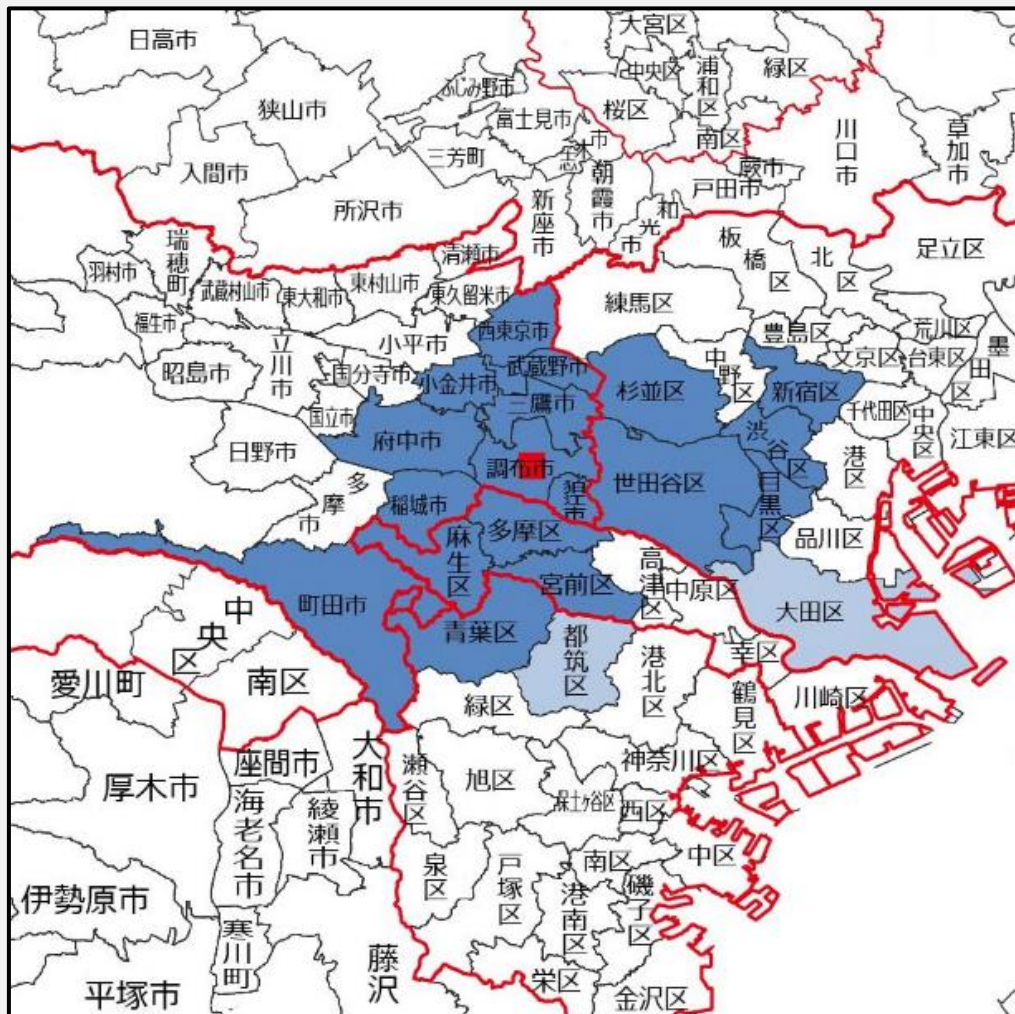 日高市
大宮区
中央区
浦和区
緑区
ふじみ野市
狭山市
富士見市
桜区
南区
川口市
草加市
三芳町
志木市
蕨市
入間市
朝霞市
戸田市
所沢市
新座市
和光市
板橋区
北区
足立区
瑞穂町
清瀬市
羽村市
武蔵村山市
東大和市
東村山市
東久留米市
練馬区
福生市
西東京市
豊島区
荒川区
立川市
小平市
文京区
台東区
墨田区
昭島市
国分寺市
小金井市
武蔵野市
中野区
杉並区
新宿区
千代田区
中央区
国立市
三鷹市
府中市
渋谷区
港区
江東区
日野市
調布市
狛江市
世田谷区
目黒区
多摩市
稲城市
多摩区
品川区
麻生区
宮前区
高津区
中原区
町田市
大田区
青葉区
中央区
都筑区
幸区
南区
港北区
川崎区
愛川町
緑区
鶴見区
大和市
座間市
瀬谷区
旭区
神奈川区
厚木市
海老名市
綾瀬市
保土ヶ谷区
西区
泉区
戸塚区
南区
中区
磯子区
伊勢原市
港南区
寒川町
藤沢
栄区
平塚市
金沢区